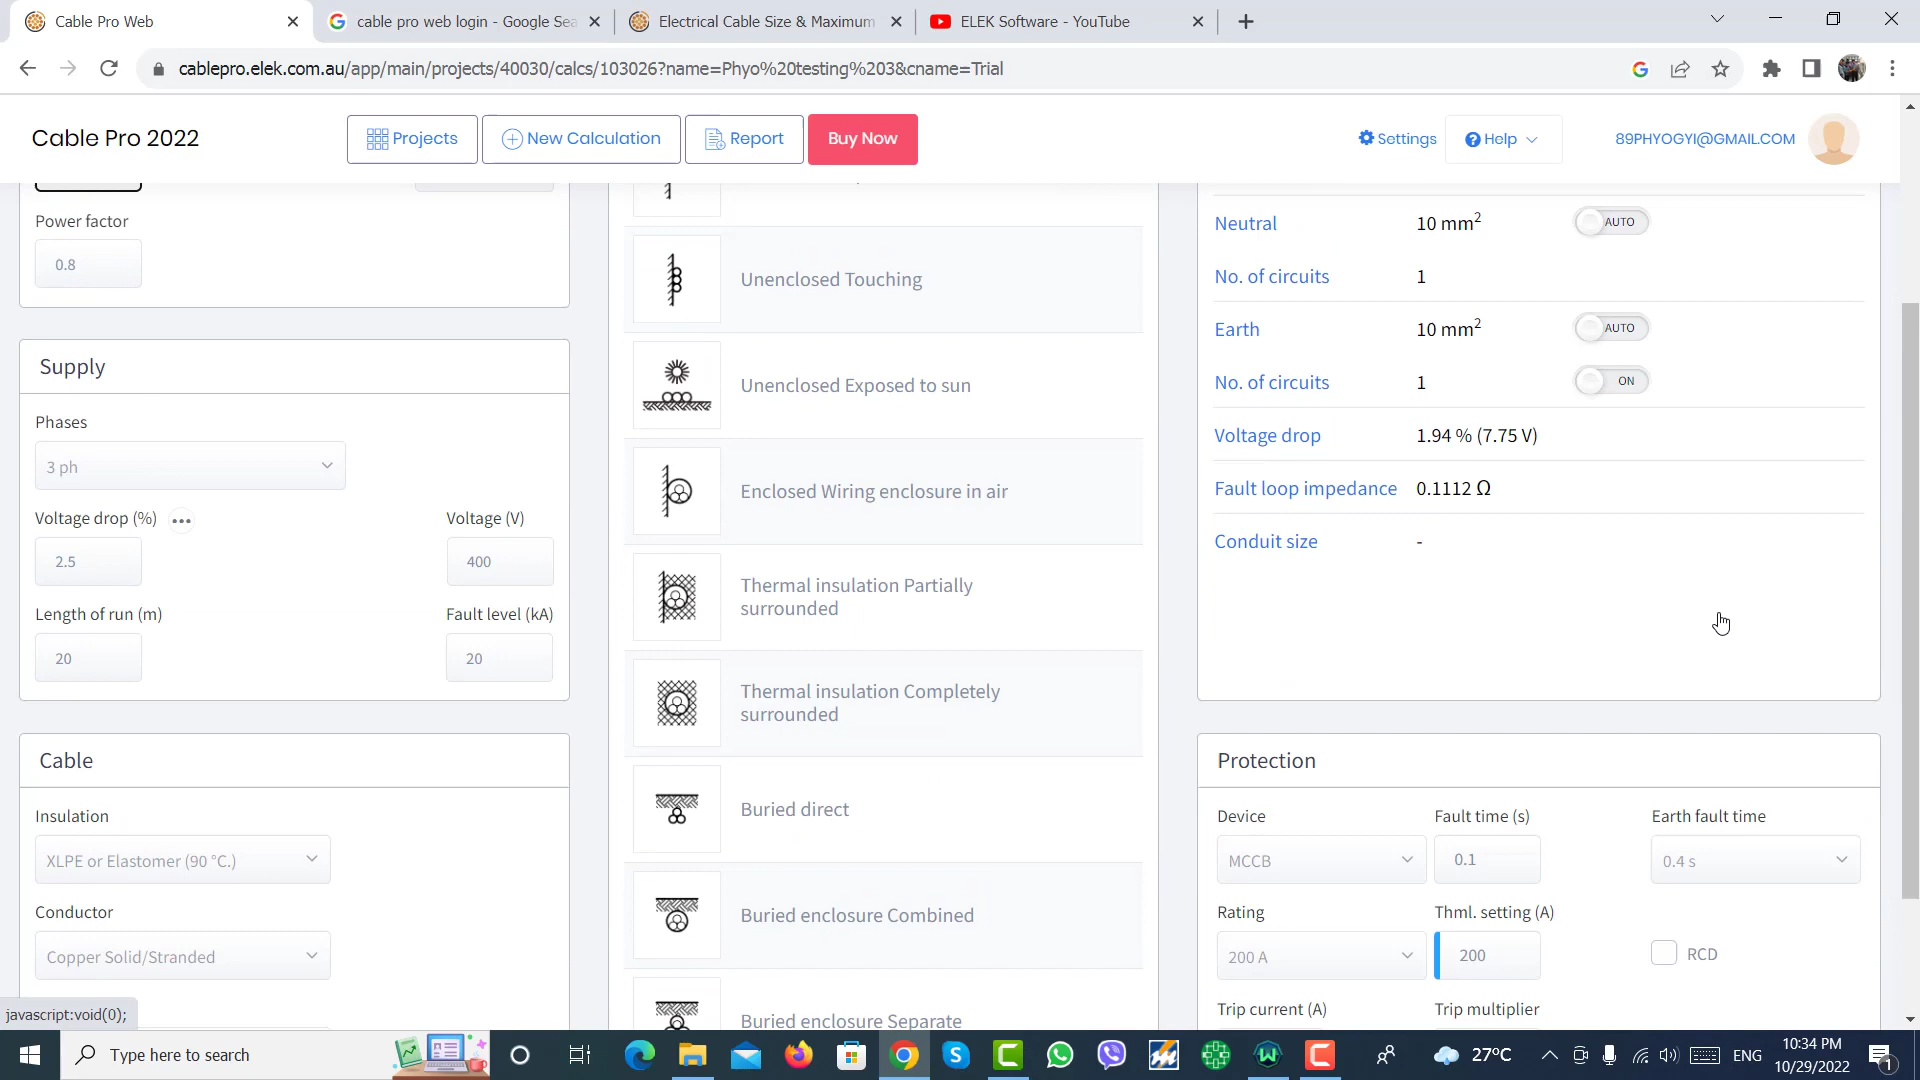 Cable Pro Web
cable pro web login - Google Sea
Electrical Cable Size & Maximum
ELEK Software - YouTube
cablepro.elek.com.au/app/main/projects/40030/calcs/103026?name=Phyo%20testing%203&cname=Trial
Cable Pro 2022
Projects
New Calculation
Report
Buy Now
Settings
Help
89PHYOGYI@GMAIL.COM
Power factor
0.8
Supply
Phases
3 ph
Voltage drop (%)
Voltage (V)
2.5
400
Length of run (m)
Fault level (kA)
20
20
Cable
Insulation
XLPE or Elastomer (90 °C.)
Conductor
Copper Solid/Stranded
Unenclosed Touching
Unenclosed Exposed to sun
Enclosed Wiring enclosure in air
Thermal insulation Partially
surrounded
Thermal insulation Completely
surrounded
Buried direct
Buried enclosure Combined
Buried enclosure Separate
Neutral 10 mm² AUTO
No. of circuits 1
Earth 10 mm² AUTO
No. of circuits 1 ON
Voltage drop 1.94 % (7.75 V)
Fault loop impedance 0.1112 Ω
Conduit size -
Protection
Device
Fault time (s)
Earth fault time
MCCB
0.1
0.4 s
Rating
Thml. setting (A)
200 A
200
RCD
Trip current (A)
Trip multiplier
javascript:void(0);
Type here to search
27°C
ENG
10:34 PM
10/29/2022
1